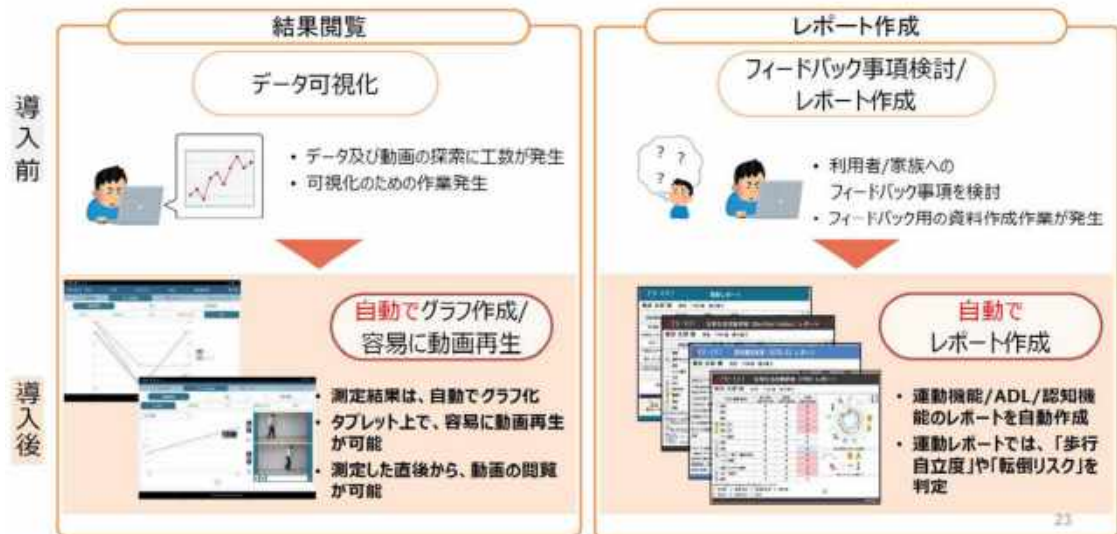 結果閲覧
データ可視化
導入前
・データ及び動画の探索に工数が発生
・可視化のための作業発生
自動でグラフ作成/
容易に動画再生
導入後
・測定結果は、自動でグラフ化
・タブレット上で、容易に動画再生
が可能
・測定した直後から、動画の閲覧
が可能
レポート作成
フィードバック事項検討/
レポート作成
? ?
?
・利用者/家族への
フィードバック事項を検討
・フィードバック用の資料作成作業が発生
自動で
レポート作成
・運動機能/ADL/認知機
能のレポートを自動作成
・運動レポートでは、「歩行
自立度」や「転倒リスク」を
判定
23